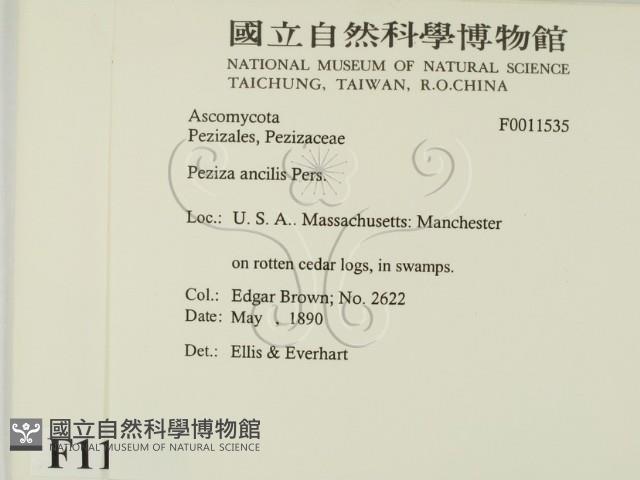 國立自然科學博物館
NATIONAL MUSEUM OF NATURAL SCIENCE
TAICHUNG, TAIWAN, R.O.CHINA
Ascomycota F0011535
Pezizales, Pezizaceae
Peziza ancilis Pers.
Loc.: U. S. A.. Massachusetts: Manchester
on rotten cedar logs, in swamps.
Col.: Edgar Brown; No. 2622
Date: May , 1890
Det.: Ellis & Everhart
國立自然科學博物館
NATIONAL MUSEUM OF NATURAL SCIENCE
F11